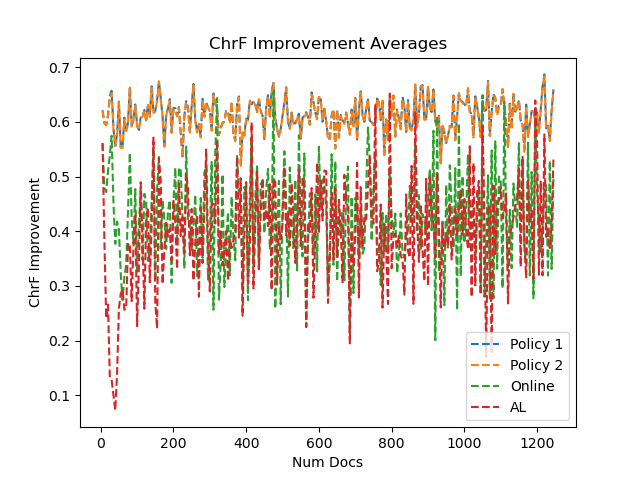 ChrF Improvement Averages
ChrF Improvement
0.7
0.6
0.5
0.4
0.3
0.2
0.1
0
200
400
600
800
1000
1200
Num Docs
Policy 1
Policy 2
Online
AL